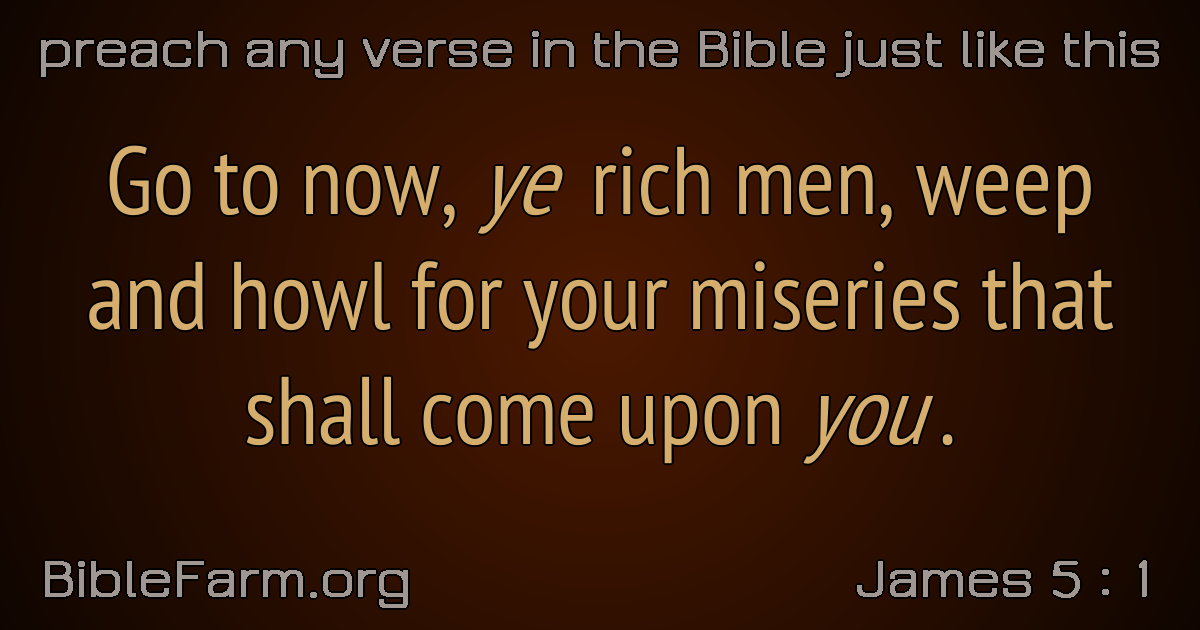 preach any verse in the Bible just like this
Go to now, ye rich men, weep
and howl for your miseries that
shall come upon you.
BibleFarm.org
James 5 : 1